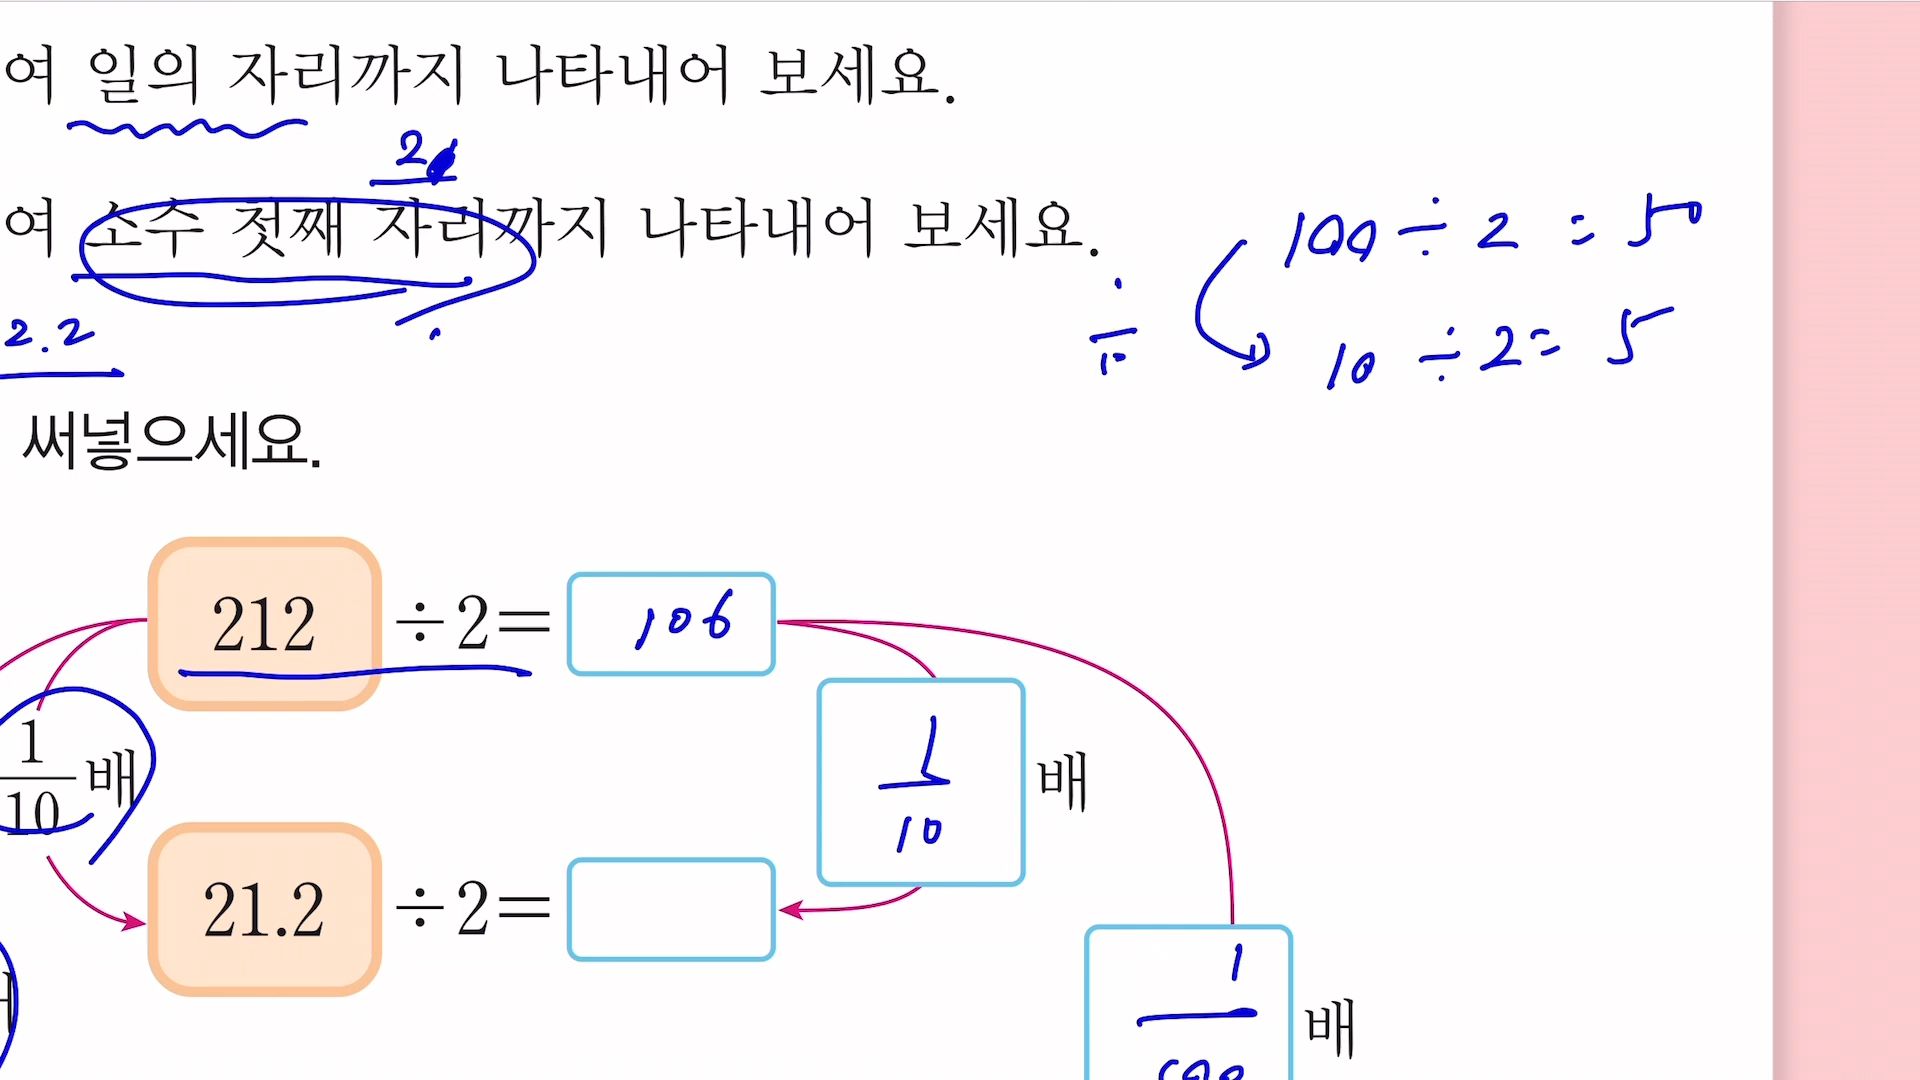 여 일의 자리까지 나타내어 보세요.
2
여 소수 첫째 자리까지 나타내어 보세요.
100 ÷ 2 = 50
2.2
÷
10
10 ÷ 2 = 5
써넣으세요.
212 ÷2= 106
1/10 배
1/10 배
21.2 ÷2=
1/100 배